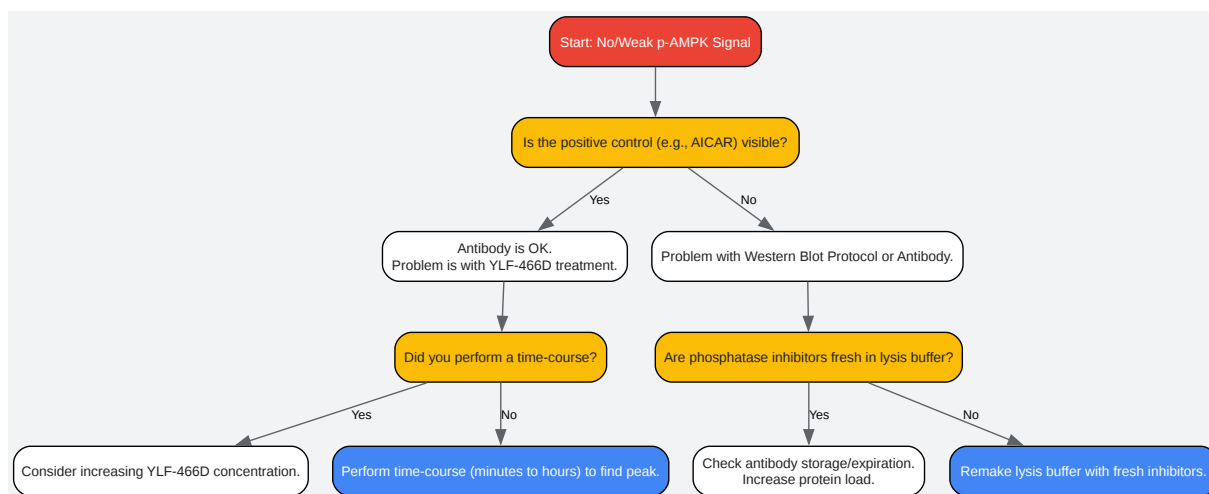 Start: No/Weak p-AMPK Signal
Is the positive control (e.g., AICAR) visible?
Yes
No
Antibody is OK.
Problem is with YLF-466D treatment.
Problem with Western Blot Protocol or Antibody.
Did you perform a time-course?
Are phosphatase inhibitors fresh in lysis buffer?
Yes
No
Yes
No
Consider increasing YLF-466D concentration.
Perform time-course (minutes to hours) to find peak.
Check antibody storage/expiration.
Increase protein load.
Remake lysis buffer with fresh inhibitors.